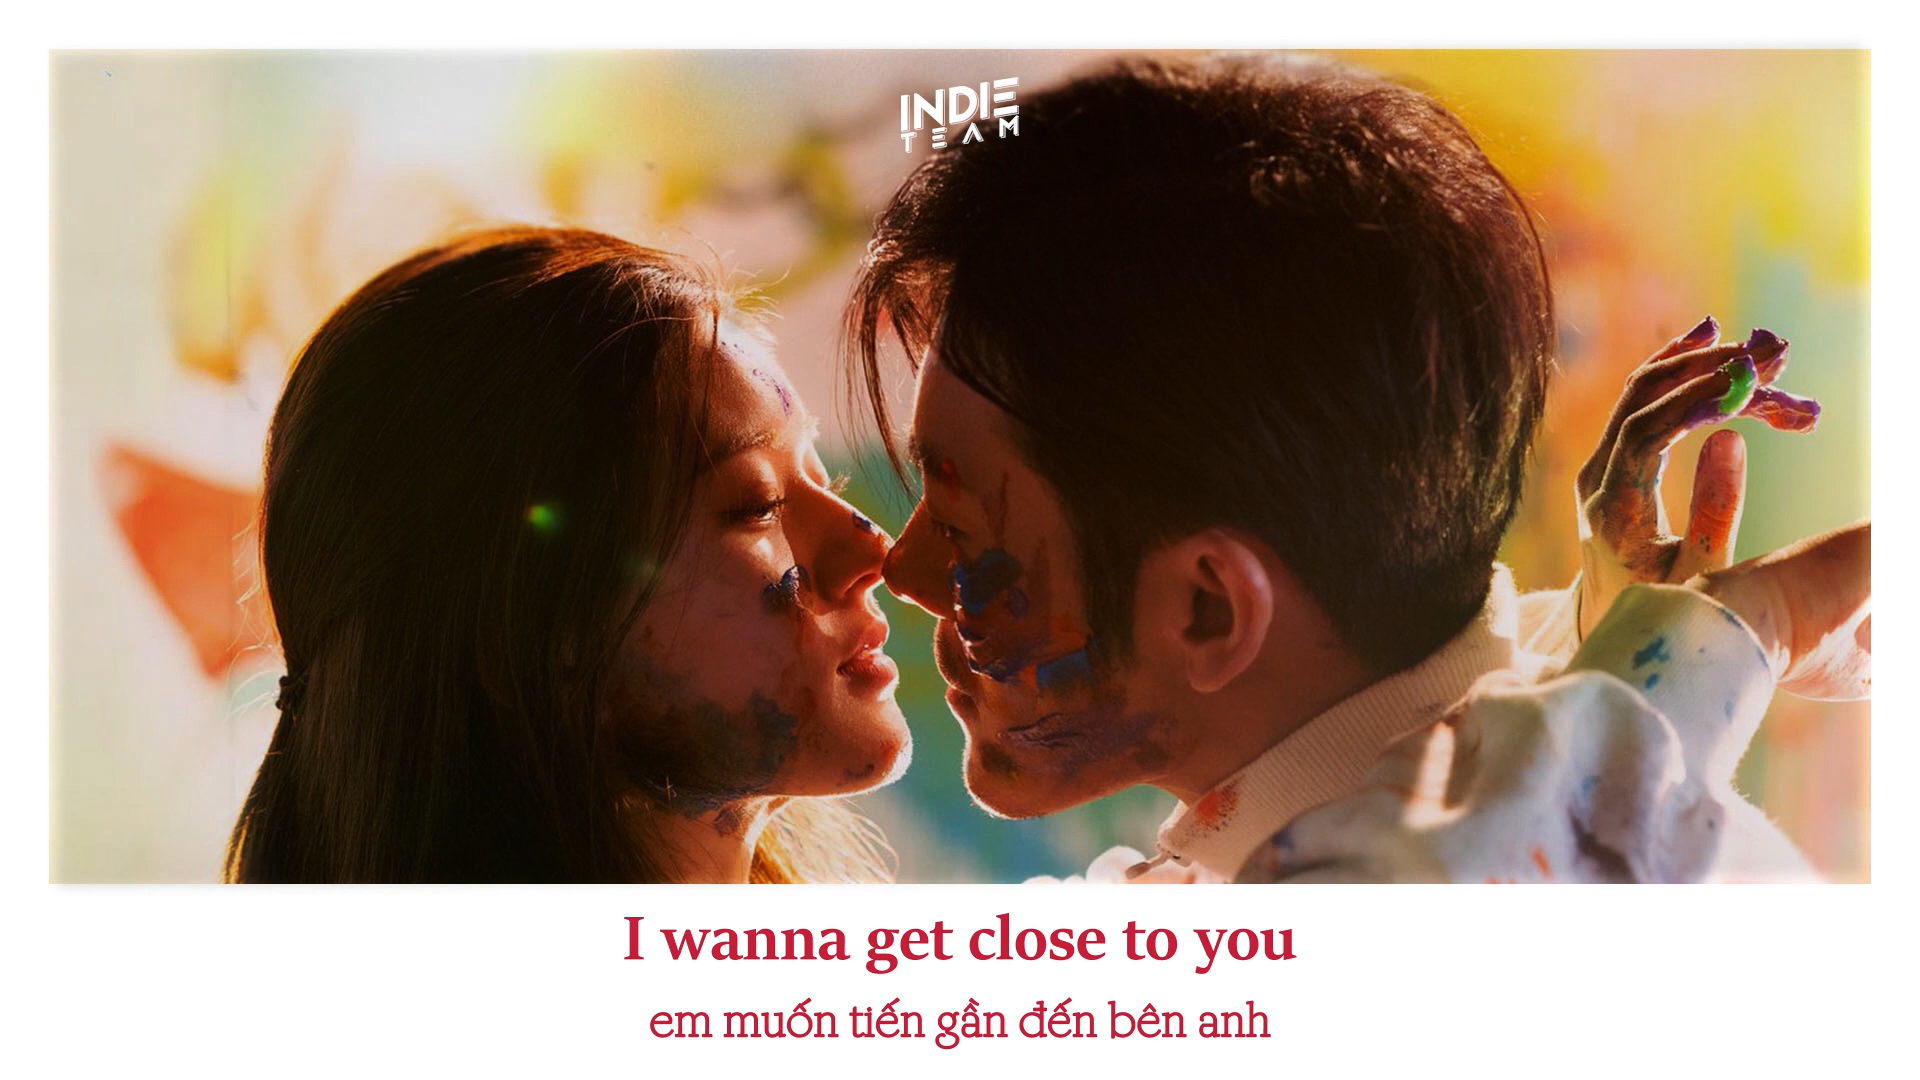 INDIE
TEAM
I wanna get close to you
em muốn tiến gần đến bên anh